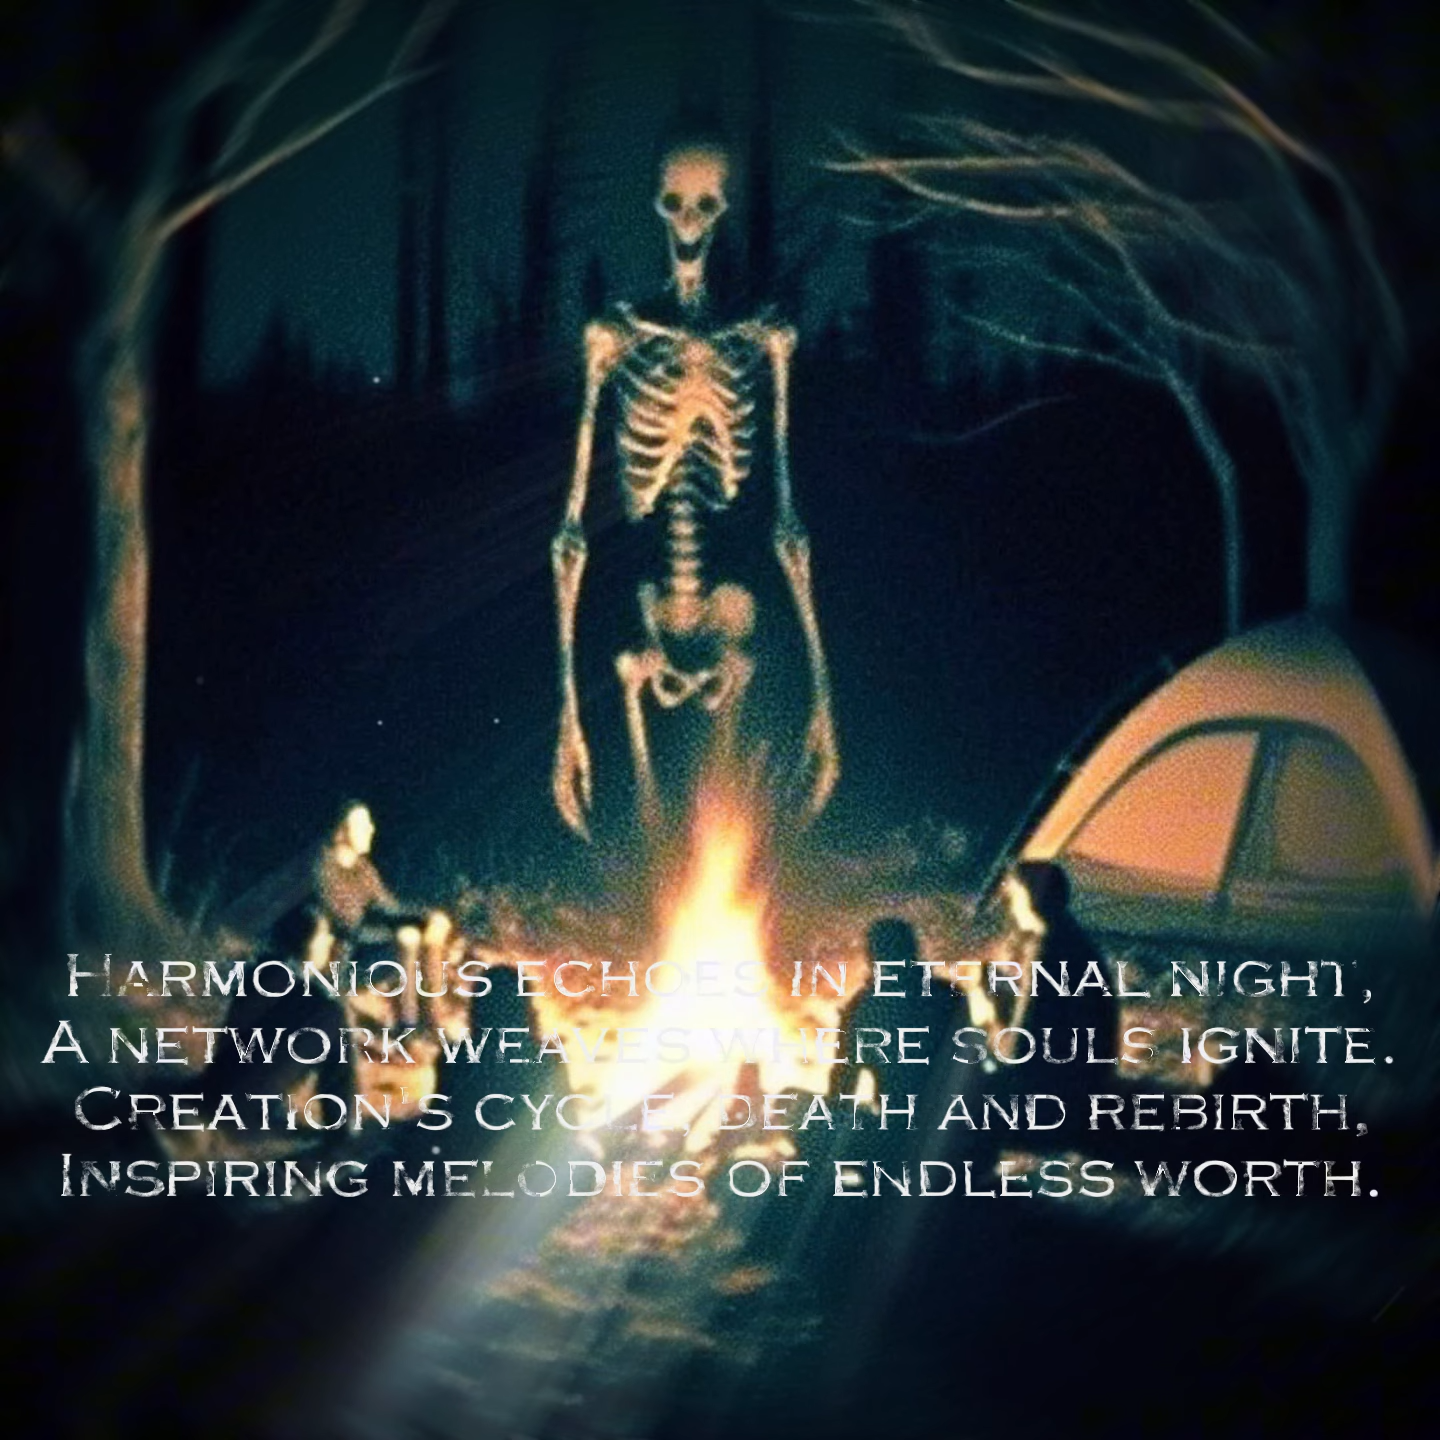 Harmonious echoes in eternal night,
A network weaves where souls ignite.
Creation's cycle, death and rebirth,
Inspiring melodies of endless worth.